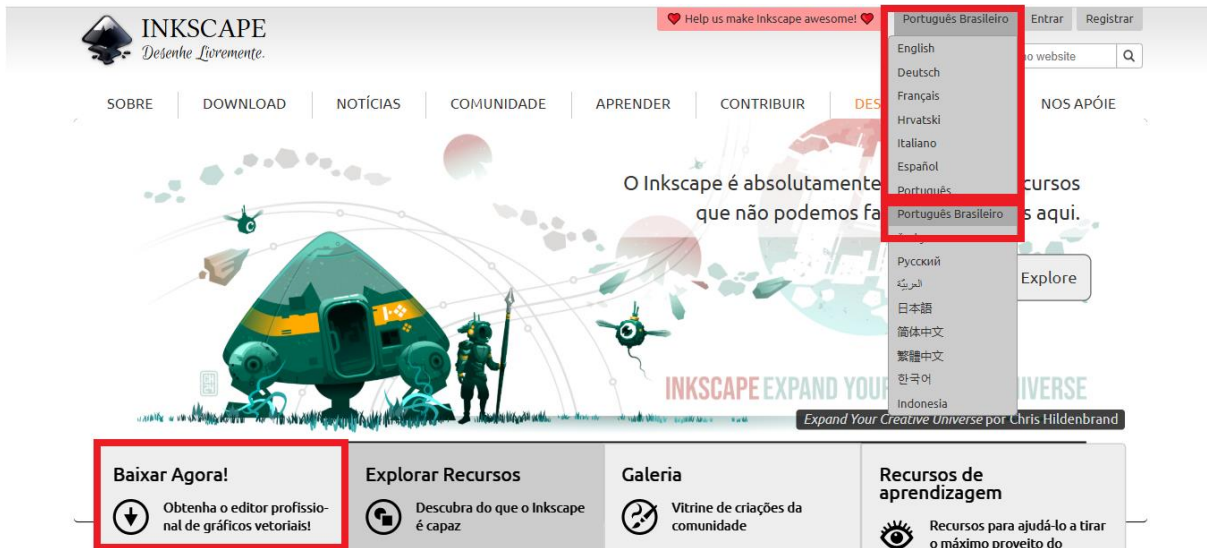 INKSCAPE
Desenhe Livremente.
Help us make Inkscape awesome!
Português Brasileiro
Entrar
Registrar
no website
English
Deutsch
Français
Hrvatski
Italiano
Español
Português
Português Brasileiro
Русский
العربيّة
日本語
简体中文
繁體中文
한국어
Indonesia
SOBRE
DOWNLOAD
NOTÍCIAS
COMUNIDADE
APRENDER
CONTRIBUIR
DES
NOS APÓIE
O Inkscape é absolutamente cursos
que não podemos fa s aqui.
Explore
INKSCAPE EXPAND YOUR IVERSE
Expand Your Creative Universe por Chris Hildenbrand
Baixar Agora!
Obtenha o editor profissio-
nal de gráficos vetoriais!
Explorar Recursos
Descubra do que o Inkscape
é capaz
Galeria
Vitrine de criações da
comunidade
Recursos de
aprendizagem
Recursos para ajudá-lo a tirar
o máximo proveito do